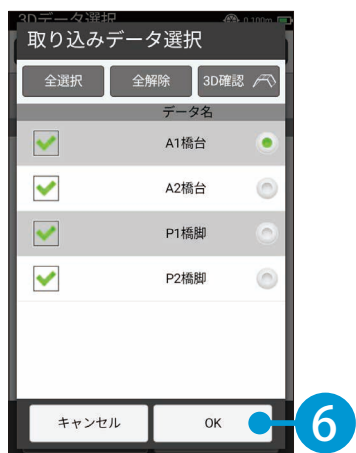 3Dデータ選択 0.100m
取り込みデータ選択
全選択 全解除 3D確認
データ名
A1橋台
A2橋台
P1橋脚
P2橋脚
キャンセル OK
6